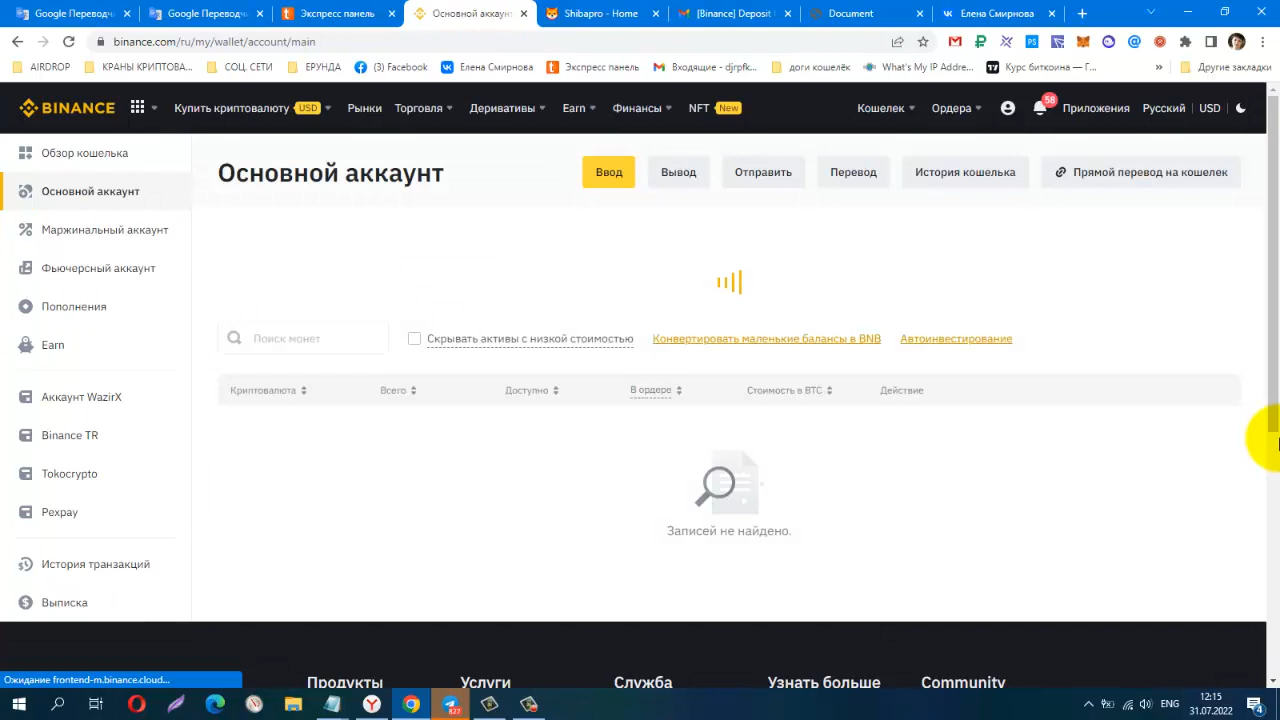 Google Переводч
Google Переводч
Экспресс панель
Основной аккаунт
Shibapro - Home
[Binance] Deposit
Document
Елена Смирнова
binance.com/ru/my/wallet/account/main
AIRDROP
КРАНЫ КРИПТОВА...
СОЦ. СЕТИ
ЕРУНДА
(3) Facebook
Елена Смирнова
Экспресс панель
Входящие - djrpfk...
доги кошелёк
What's My IP Addre...
Курс биткоина — Г...
»
Другие закладки
BINANCE
Купить криптовалюту USD
Рынки
Торговля
Деривативы
Earn
Финансы
NFT New
Кошелек
Ордера
58
Приложения
Русский
USD
Обзор кошелька
Основной аккаунт
Маржинальный аккаунт
Фьючерсный аккаунт
Пополнения
Earn
Аккаунт WazirX
Binance TR
Tokocrypto
Pexpay
История транзакций
Выписка
Основной аккаунт
Ввод
Вывод
Отправить
Перевод
История кошелька
Прямой перевод на кошелек
Поиск монет
Скрывать активы с низкой стоимостью
Конвертировать маленькие балансы в BNB
Автоинвестирование
Криптовалюта
Всего
Доступно
В ордере
Стоимость в BTC
Действие
Записей не найдено.
Продукты
Услуги
Служба
Узнать больше
Community
Ожидание frontend-m.binance.cloud...
827
ENG
12:15
31.07.2022
4